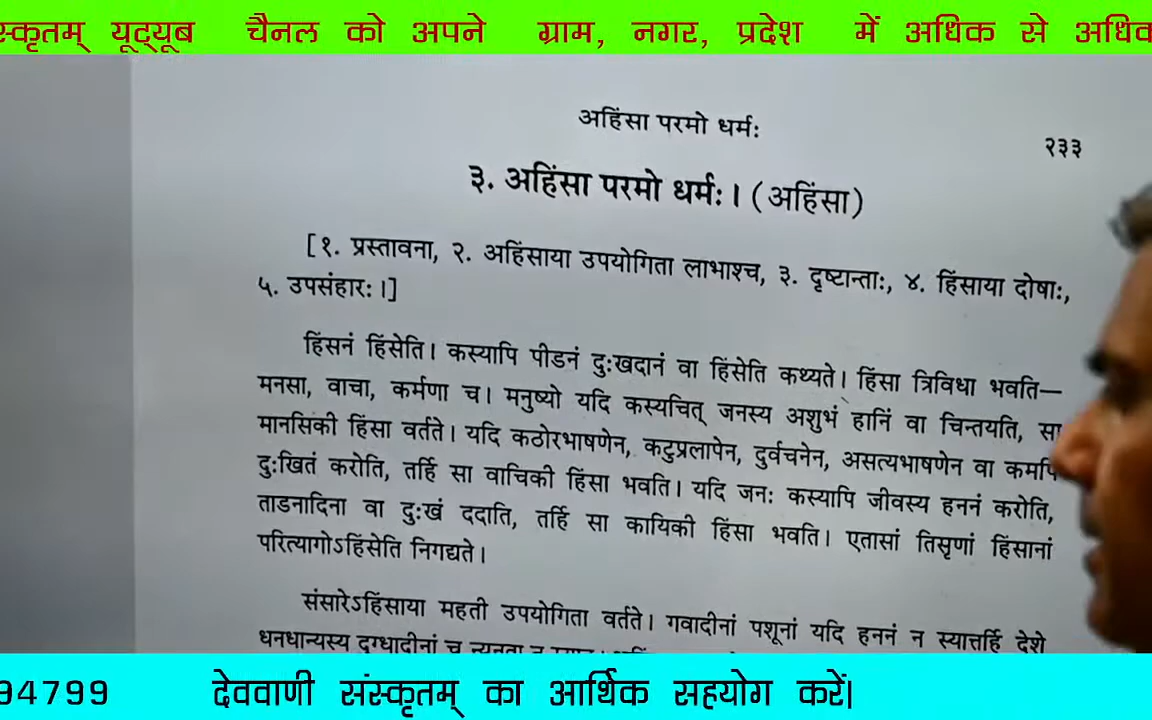 स्कृतम् यूट्यूब चैनल को अपने ग्राम, नगर, प्रदेश में अधिक से अधिक
अहिंसा परमो धर्मः
२३३
३. अहिंसा परमो धर्मः। (अहिंसा)
[१. प्रस्तावना, २. अहिंसाया उपयोगिता लाभाश्च, ३. दृष्टान्ताः, ४. हिंसाया दोषाः,
५. उपसंहारः।]
हिंसनं हिंसेति। कस्यापि पीडनं दुःखदानं वा हिंसेति कथ्यते। हिंसा त्रिविधा भवति—
मनसा, वाचा, कर्मणा च। मनुष्यो यदि कस्यचित् जनस्य अशुभं हानिं वा चिन्तयति, सा
मानसिकी हिंसा वर्तते। यदि कठोरभाषणेन, कटुप्रलापेन, दुर्वचनेन, असत्यभाषणेन वा कमपि
दुःखितं करोति, तर्हि सा वाचिकी हिंसा भवति। यदि जनः कस्यापि जीवस्य हननं करोति,
ताडनादिना वा दुःखं ददाति, तर्हि सा कायिकी हिंसा भवति। एतासां तिसृणां हिंसानां
परित्यागोऽहिंसेति निगद्यते।
संसारेऽहिंसाया महती उपयोगिता वर्तते। गवादीनां पशूनां यदि हननं न स्यात्तर्हि देशे
धनधान्यस्य दुग्धादीनां च न्यूनता न
94799 देववाणी संस्कृतम् का आर्थिक सहयोग करें|